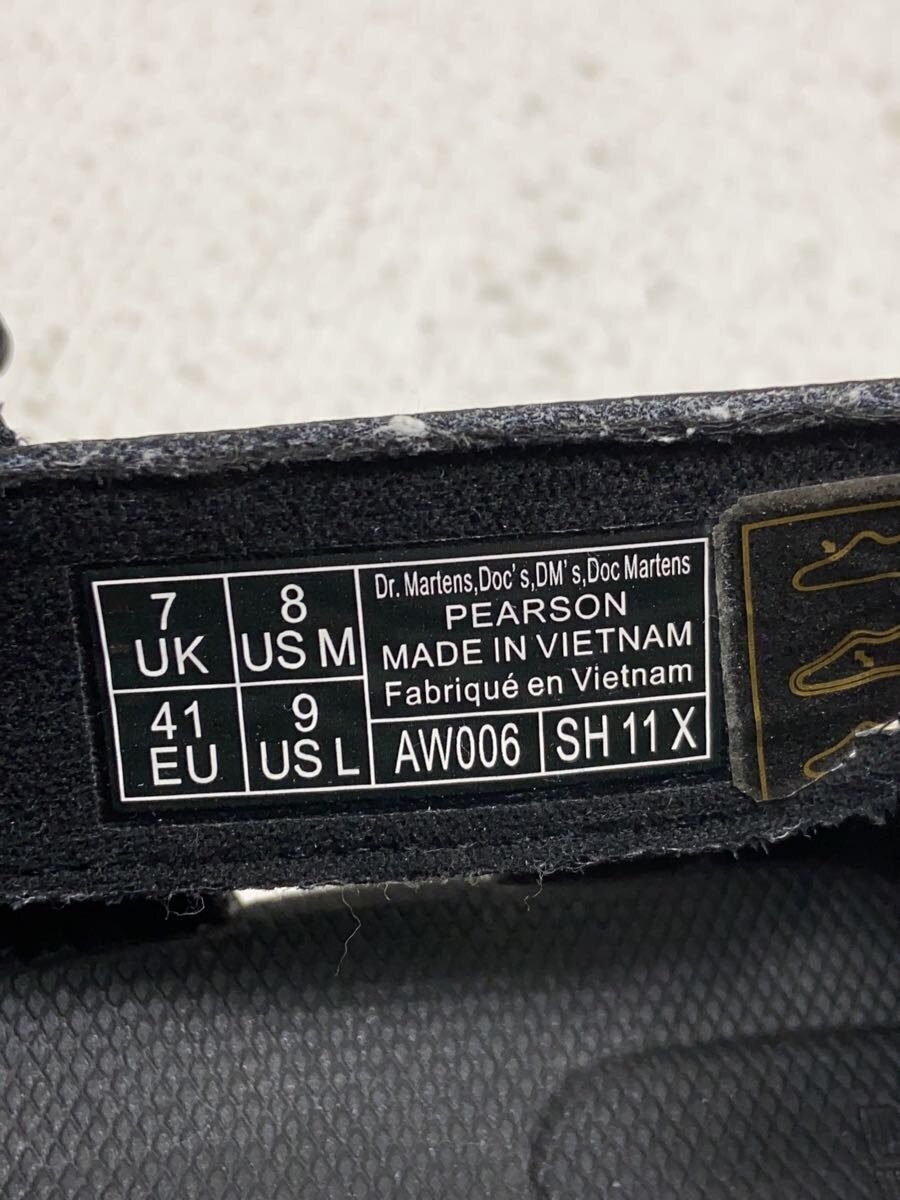 7
UK
8
US M
41
EU
9
US L
Dr. Martens,Doc's,DM's,Doc Martens
PEARSON
MADE IN VIETNAM
Fabriqué en Vietnam
AW006
SH 11 X